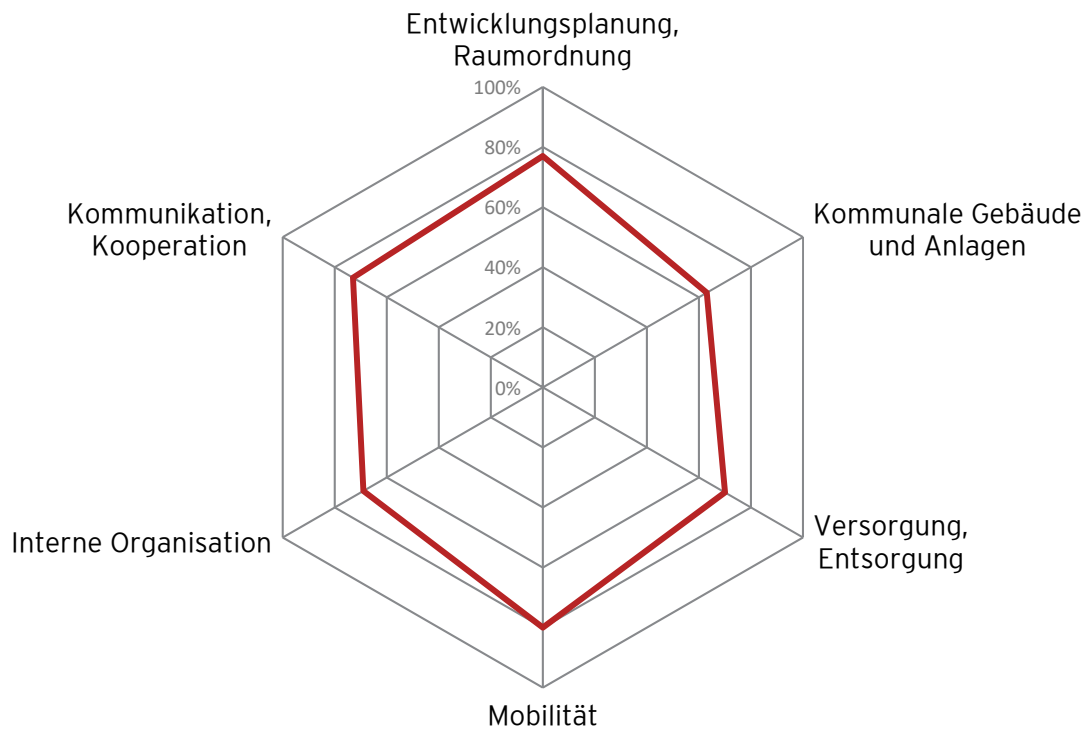 Entwicklungsplanung,
Raumordnung
100%
80%
60%
40%
20%
0%
Kommunale Gebäude
und Anlagen
Versorgung,
Entsorgung
Mobilität
Interne Organisation
Kommunikation,
Kooperation